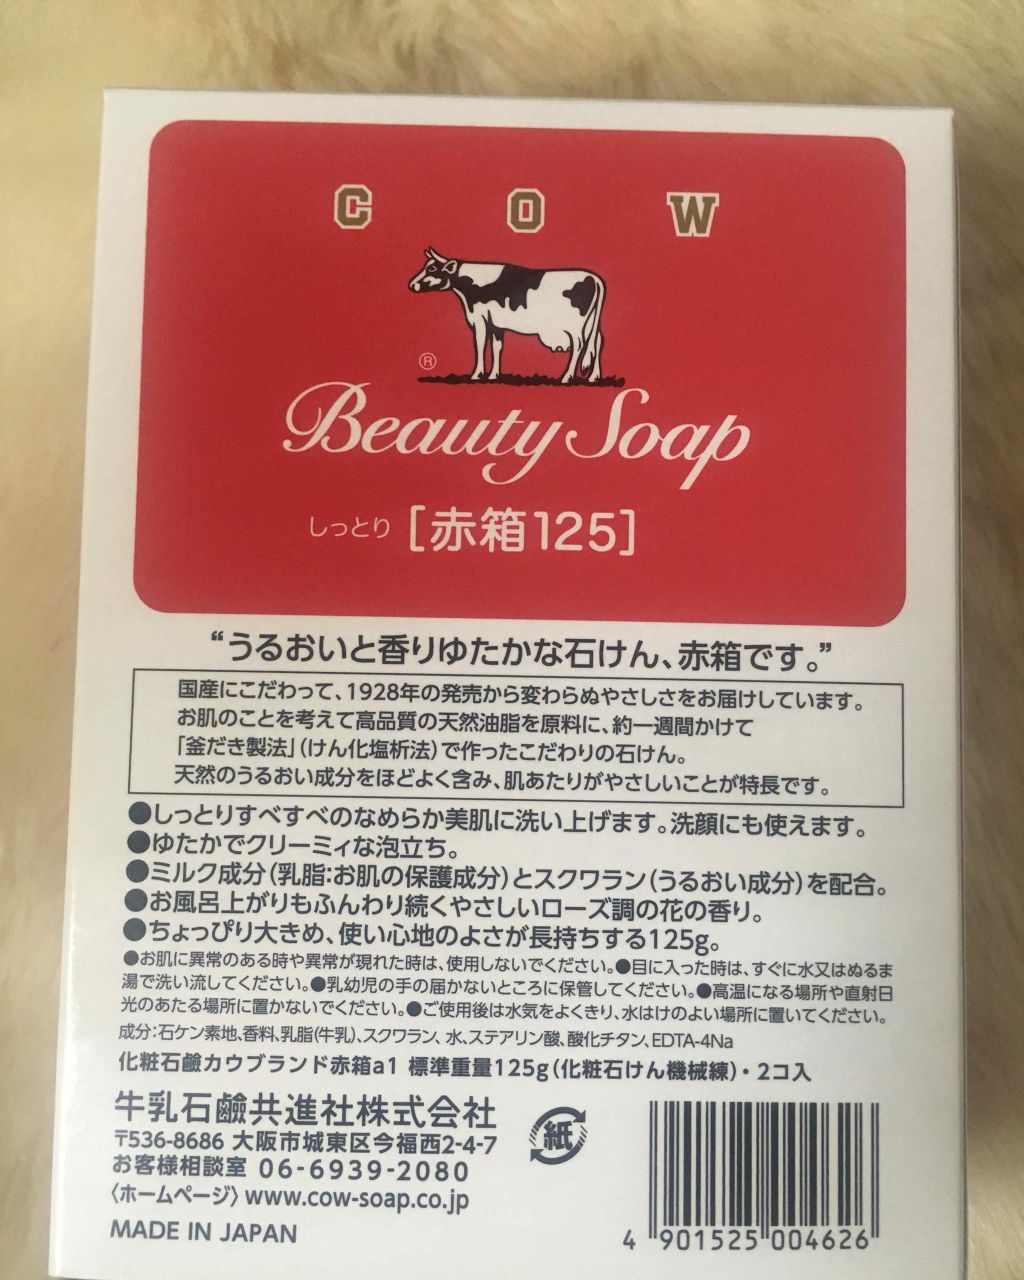 C O W
®
Beauty Soap
しっとり [赤箱125]
“うるおいと香りゆたかな石けん、赤箱です。”
国産にこだわって、1928年の発売から変わらぬやさしさをお届けしています。
お肌のことを考えて高品質の天然油脂を原料に、約一週間かけて
「釜だき製法」(けん化塩析法)で作ったこだわりの石けん。
天然のうるおい成分をほどよく含み、肌あたりがやさしいことが特長です。
●しっとりすべすべのなめらか美肌に洗い上げます。洗顔にも使えます。
●ゆたかでクリーミィな泡立ち。
●ミルク成分(乳脂:お肌の保護成分)とスクワラン(うるおい成分)を配合。
●お風呂上がりもふんわり続くやさしいローズ調の花の香り。
●ちょっぴり大きめ、使い心地のよさが長持ちする125g。
●お肌に異常のある時や異常が現れた時は、使用しないでください。●目に入った時は、すぐに水又はぬるま
湯で洗い流してください。●乳幼児の手の届かないところに保管してください。●高温になる場所や直射日
光のあたる場所に置かないでください。●ご使用後は水気をよくきり、水はけのよい場所に置いてください。
成分:石ケン素地、香料、乳脂(牛乳)、スクワラン、水、ステアリン酸、酸化チタン、EDTA-4Na
化粧石鹼カウブランド赤箱a1 標準重量125g(化粧石けん機械練)・2コ入
牛乳石鹼共進社株式会社
〒536-8686 大阪市城東区今福西2-4-7
お客様相談室 06-6939-2080
〈ホームページ〉www.cow-soap.co.jp
MADE IN JAPAN
紙
4 901525 004626